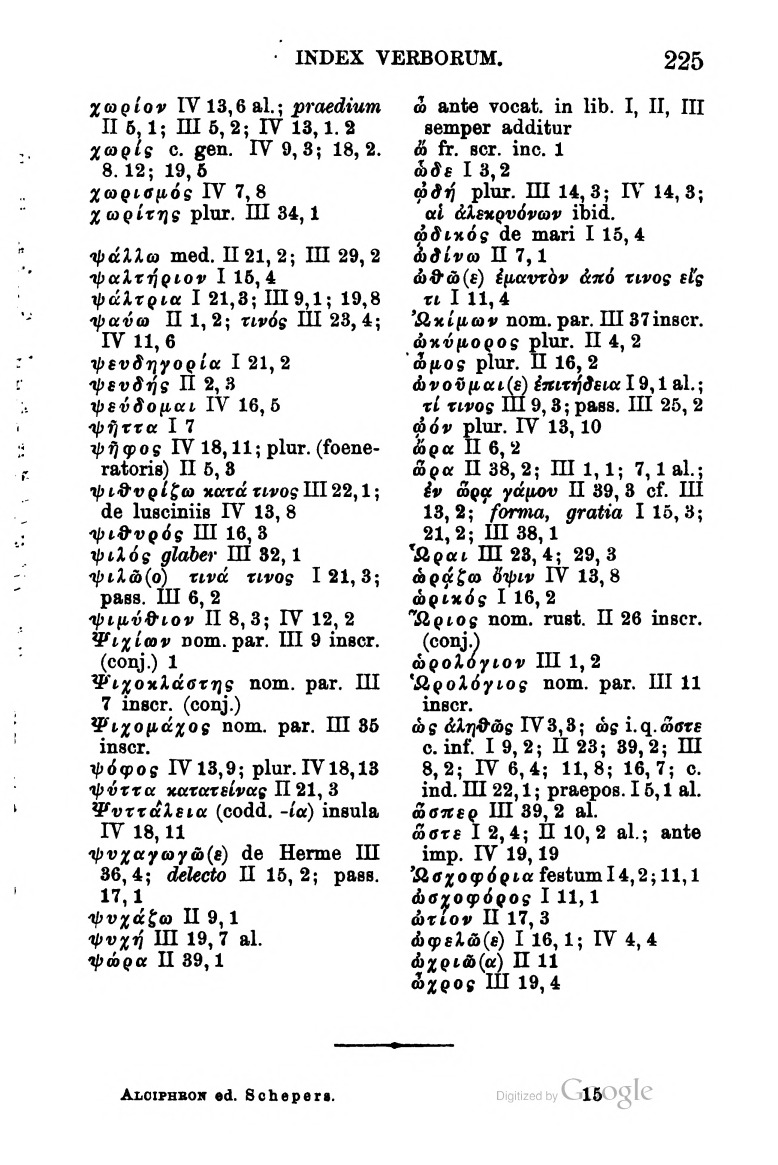 INDEX VERBORUM. 225
χωρίον IV 13,6 al.; praedium
II 5, 1; III 5, 2; IV 13, 1. 2
χωρίς c. gen. IV 9, 3; 18, 2.
8. 12; 19, 5
χωρισμός IV 7, 8
χωρίτης plur. III 34, 1
ψάλλω med. II 21, 2; III 29, 2
ψαλτήριον I 15, 4
ψάλτρια I 21,3; III 9,1; 19,8
ψαύω II 1, 2; τινός III 23, 4;
IV 11, 6
ψευδηγορία I 21, 2
ψευδής II 2, 3
ψεύδομαι IV 16, 5
ψῆττα I 7
ψῆφος IV 18, 11; plur. (foene-
ratoris) II 5, 3
ψιθυρίζω κατά τινος III 22, 1;
de lusciniis IV 13, 8
ψιθυρός III 16, 3
ψιλός glaber III 32, 1
ψιλῶ(ο) τινά τινος I 21, 3;
pass. III 6, 2
ψιμύθιον II 8, 3; IV 12, 2
Ψιχίων nom. par. III 9 inscr.
(conj.) 1
Ψιχοκλάστης nom. par. III
7 inscr. (conj.)
Ψιχομάχος nom. par. III 35
inscr.
ψόφος IV 13,9; plur. IV 18,13
ψύττα κατατείνας II 21, 3
Ψυττάλεια (codd. -ία) insula
IV 18, 11
ψυχαγωγῶ(ε) de Herme III
36, 4; delecto II 15, 2; pass.
17, 1
ψυχάζω II 9, 1
ψυχή III 19, 7 al.
ψώρα II 39, 1
ὦ ante vocat. in lib. I, II, III
semper additur
ὤ fr. scr. inc. 1
ὧδε I 3, 2
ᾠδή plur. III 14, 3; IV 14, 3;
αἱ ἀλεκρυόνων ibid.
ᾠδικός de mari I 15, 4
ὠδίνω II 7, 1
ὠθῶ(ε) ἐμαυτὸν ἀπό τινος εἴς
τι I 11, 4
Ὠκίμων nom. par. III 37 inscr.
ὠκύμορος plur. II 4, 2
ὦμος plur. II 16, 2
ὠνοῦμαι(ε) ἐπιτήδεια I 9, 1 al.;
τί τινος III 9, 3; pass. III 25, 2
ᾠόν plur. IV 13, 10
ὤρα II 6, 2
ὥρα II 38, 2; III 1, 1; 7, 1 al.;
ἐν ὥρᾳ γάμου II 39, 3 cf. III
13, 2; forma, gratia I 15, 3;
21, 2; III 38, 1
Ὧραι III 23, 4; 29, 3
ὡράζω ὄψιν IV 13, 8
ὡρικός I 16, 2
Ὥριος nom. rust. II 26 inscr.
(conj.)
ὡρολόγιον III 1, 2
Ὡρολόγιος nom. par. III 11
inscr.
ὡς ἀληθῶς IV 3, 3; ὡς i. q. ὥστε
c. inf. I 9, 2; II 23; 39, 2; III
8, 2; IV 6, 4; 11, 8; 16, 7; c.
ind. III 22, 1; praepos. I 5, 1 al.
ὥσπερ III 39, 2 al.
ὥστε I 2, 4; II 10, 2 al.; ante
imp. IV 19, 19
Ὠσχοφόρια festum I 4, 2; 11, 1
ὠσχοφόρος I 11, 1
ὠτίον II 17, 3
ὠφελῶ(ε) I 16, 1; IV 4, 4
ὠχριῶ(α) II 11
ὦχρος III 19, 4
ALCIPHRON ed. Schepers. 15
Digitized by Google